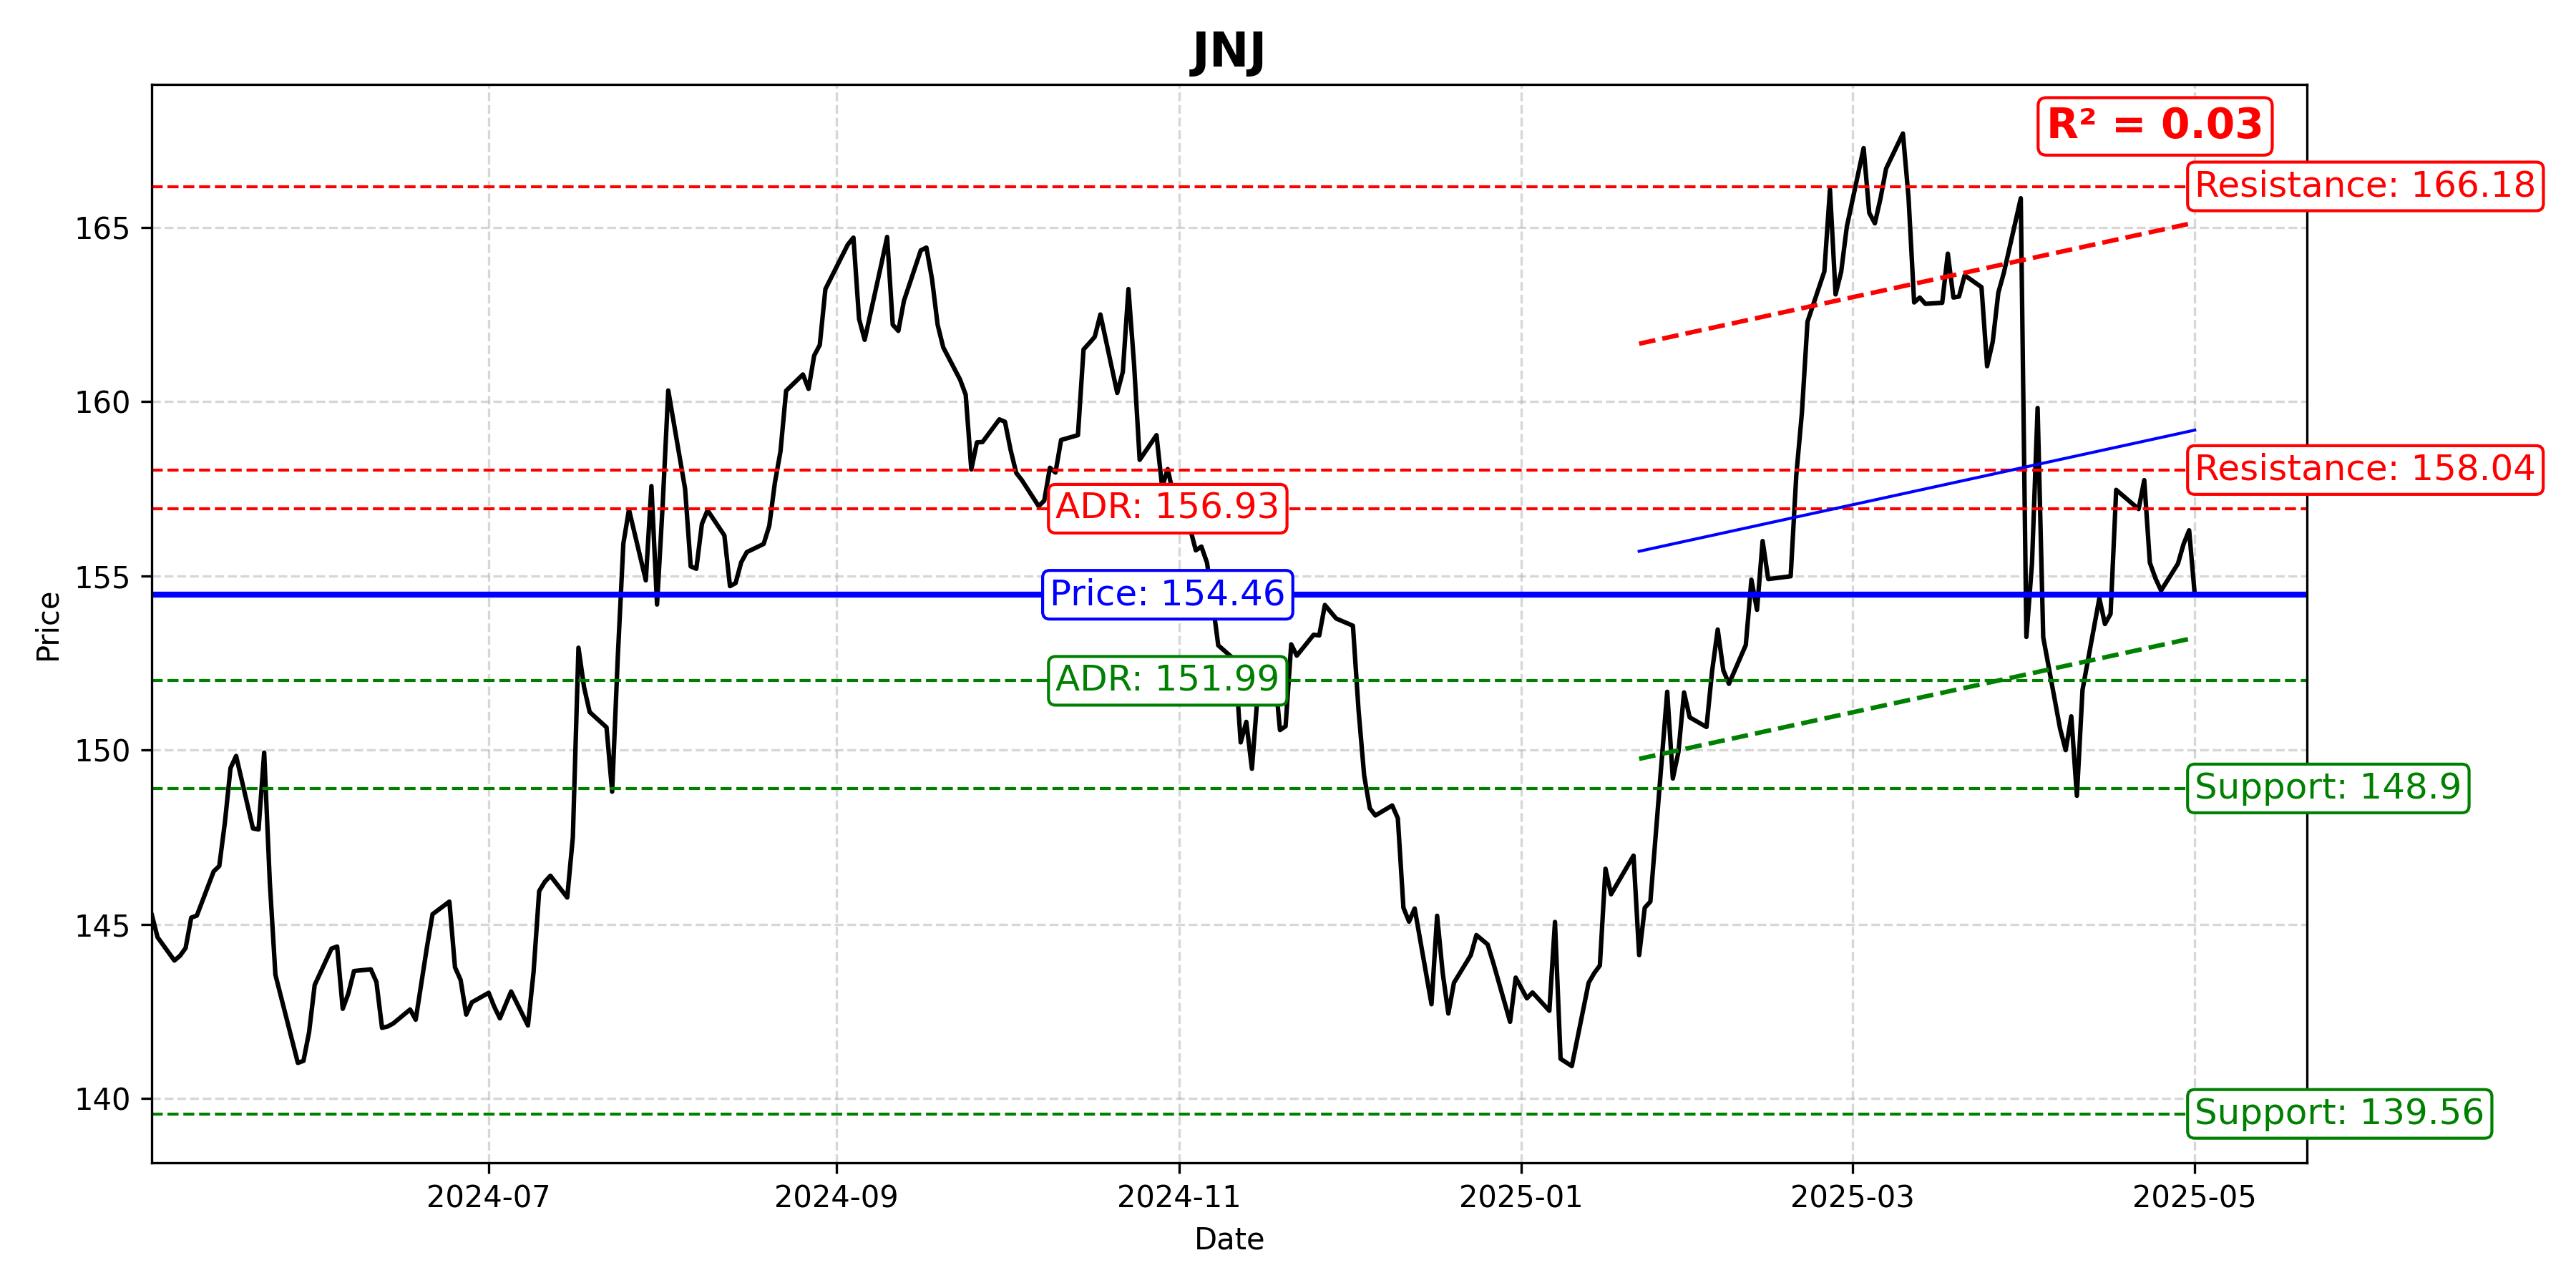 JNJ
R² = 0.03
Resistance: 166.18
165
160
Resistance: 158.04
ADR: 156.93
155
Price: 154.46
Price
ADR: 151.99
150
Support: 148.9
145
140
Support: 139.56
2024-07
2024-09
2024-11
2025-01
2025-03
2025-05
Date